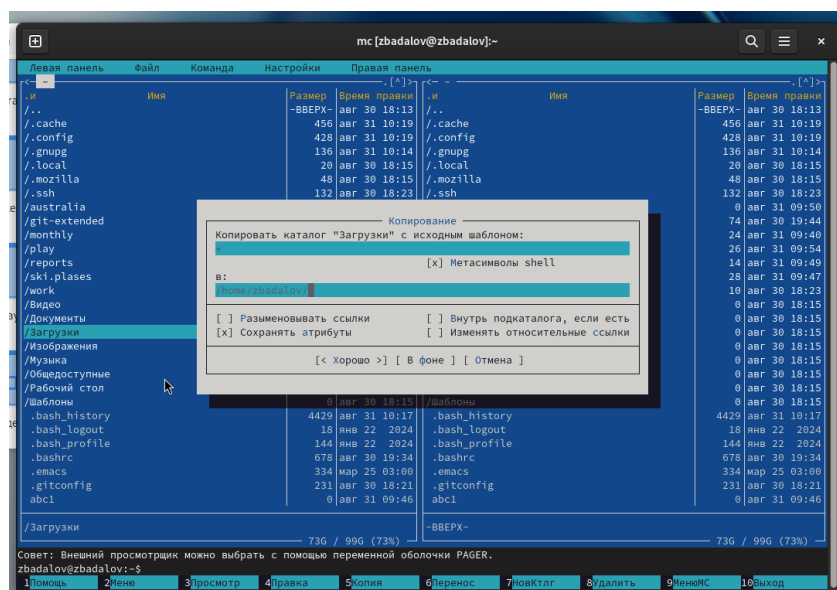 mc [zbadalov@zbadalov]:~
Левая панель Файл Команда Настройки Правая панель
<— ~ .[^]> <— ~ .[^]>
.и Имя Размер Время правки .и Имя Размер Время правки
/.. -ВВЕРХ- авг 30 18:13 /.. -ВВЕРХ- авг 30 18:13
/.cache 456 авг 31 10:19 /.cache 456 авг 31 10:19
/.config 428 авг 31 10:19 /.config 428 авг 31 10:19
/.gnupg 136 авг 31 10:14 /.gnupg 136 авг 31 10:14
/.local 20 авг 30 18:15 /.local 20 авг 30 18:15
/.mozilla 48 авг 30 18:15 /.mozilla 48 авг 30 18:15
/.ssh 132 авг 30 18:23 /.ssh 132 авг 30 18:23
/australia 0 авг 31 09:50
/git-extended Копирование 74 авг 30 19:44
/monthly Копировать каталог "Загрузки" с исходным шаблоном: 24 авг 31 09:40
/play * 26 авг 31 09:54
/reports [x] Метасимволы shell 14 авг 31 09:49
/ski.plases в: 28 авг 31 09:47
/work /home/zbadalov/ 10 авг 30 18:23
/Видео 0 авг 30 18:15
/Документы [ ] Разыменовывать ссылки [ ] Внутрь подкаталога, если есть 0 авг 30 18:15
/Загрузки [x] Сохранять атрибуты [ ] Изменять относительные ссылки 0 авг 30 18:15
/Изображения 0 авг 30 18:15
/Музыка [< Хорошо >] [ В фоне ] [ Отмена ] 0 авг 30 18:15
/Общедоступные 0 авг 30 18:15
/Рабочий стол 0 авг 30 18:15
/Шаблоны 0 авг 30 18:15 /Шаблоны 0 авг 30 18:15
.bash_history 4429 авг 31 10:17 .bash_history 4429 авг 31 10:17
.bash_logout 18 янв 22 2024 .bash_logout 18 янв 22 2024
.bash_profile 144 янв 22 2024 .bash_profile 144 янв 22 2024
.bashrc 678 авг 30 19:34 .bashrc 678 авг 30 19:34
.emacs 334 мар 25 03:00 .emacs 334 мар 25 03:00
.gitconfig 231 авг 30 18:21 .gitconfig 231 авг 30 18:21
abc1 0 авг 31 09:46 abc1 0 авг 31 09:46
/Загрузки -ВВЕРХ-
73G / 99G (73%) 73G / 99G (73%)
Совет: Внешний просмотрщик можно выбрать с помощью переменной оболочки PAGER.
zbadalov@zbadalov:~$
1Помощь 2Меню 3Просмотр 4Правка 5Копия 6Перенос 7НовКтлг 8Удалить 9МенюМС 10Выход